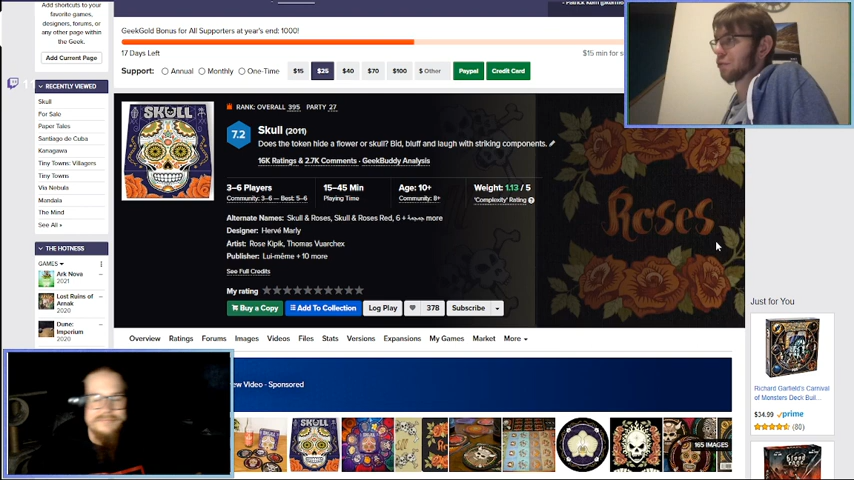 Add shortcuts to your
favorite games,
designers, forums, or
any other page within
the Geek.
Add Current Page
RECENTLY VIEWED
Skull
For Sale
Paper Tales
Santiago de Cuba
Kanagawa
Tiny Towns: Villagers
Tiny Towns
Via Nebula
Mandala
The Mind
See All »
THE HOTNESS
GAMES
Ark Nova
2021
Lost Ruins of
Arnak
2020
Dune:
Imperium
2020
GeekGold Bonus for All Supporters at year's end: 1000!
17 Days Left
$15 min for
Support:
Annual
Monthly
One-Time
$15
$25
$40
$70
$100
$ Other
Paypal
Credit Card
SKULL
RANK: OVERALL 395 PARTY 27
7.2
Skull (2011)
Does the token hide a flower or skull? Bid, bluff and laugh with striking components.
16K Ratings & 2.7K Comments · GeekBuddy Analysis
3–6 Players
Community: 3–6 — Best: 5–6
15–45 Min
Playing Time
Age: 10+
Community: 8+
Weight: 1.13 / 5
'Complexity' Rating
Alternate Names: Skull & Roses, Skull & Roses Red, 6 + more
Designer: Hervé Marly
Artist: Rose Kipik, Thomas Vuarchex
Publisher: Lui-même + 10 more
See Full Credits
My rating
Buy a Copy
Add To Collection
Log Play
378
Subscribe
Roses
Overview
Ratings
Forums
Images
Videos
Files
Stats
Versions
Expansions
My Games
Market
More
Video - Sponsored
SKULL
165 IMAGES
Just for You
Richard Garfield's Carnival
of Monsters Deck Buil...
$34.99 prime
(80)
blood rage